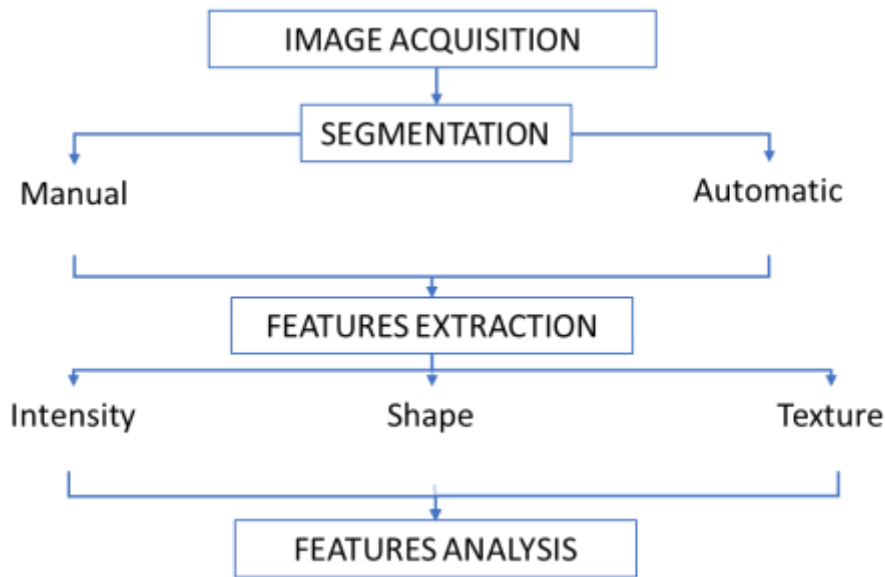 IMAGE ACQUISITION
SEGMENTATION
Manual
Automatic
FEATURES EXTRACTION
Intensity
Shape
Texture
FEATURES ANALYSIS